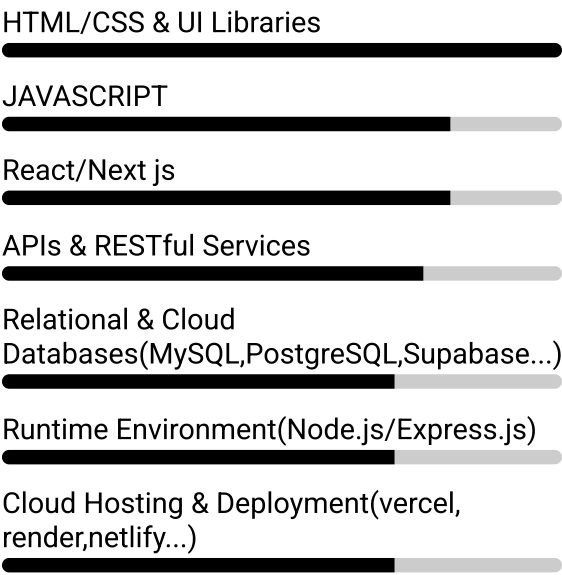 HTML/CSS & UI Libraries
JAVASCRIPT
React/Next js
APIs & RESTful Services
Relational & Cloud
Databases(MySQL,PostgreSQL,Supabase...)
Runtime Environment(Node.js/Express.js)
Cloud Hosting & Deployment(vercel,
render,netlify...)